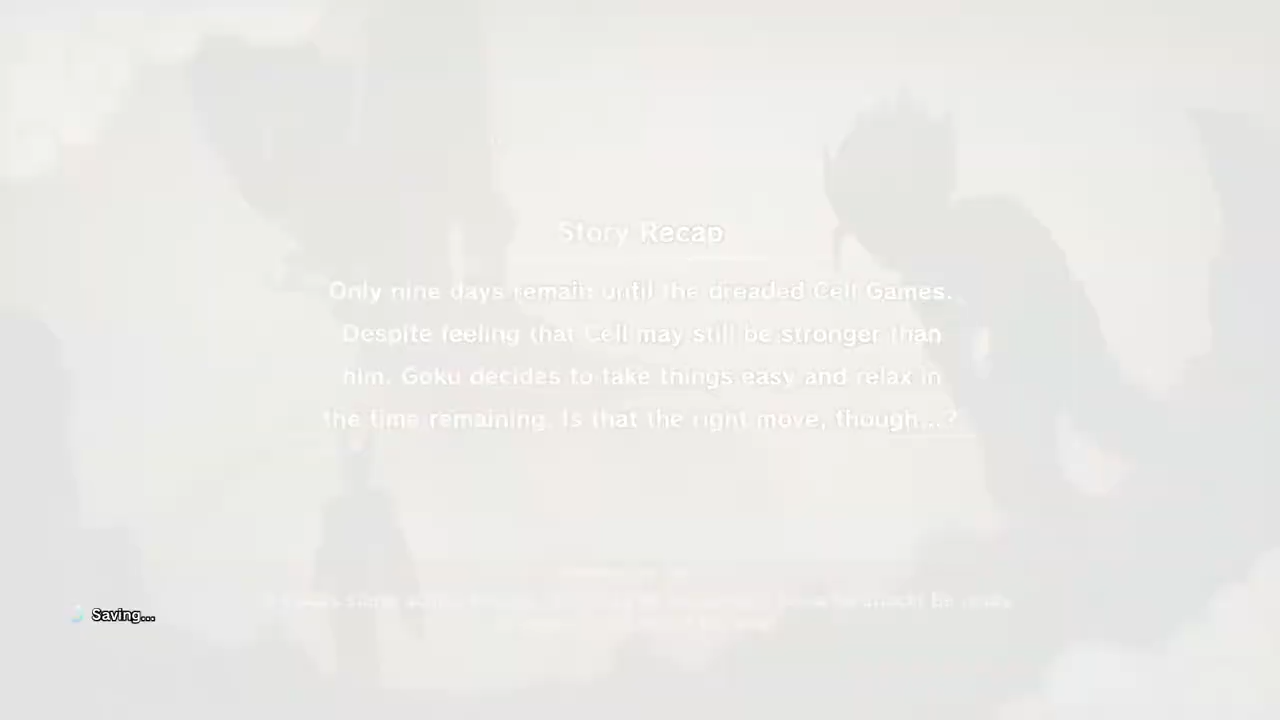 Story Recap
Only nine days remain until the dreaded Cell Games.
Despite feeling that Cell may still be stronger than
him, Goku decides to take things easy and relax in
the time remaining. Is that the right move, though...?
Saving...